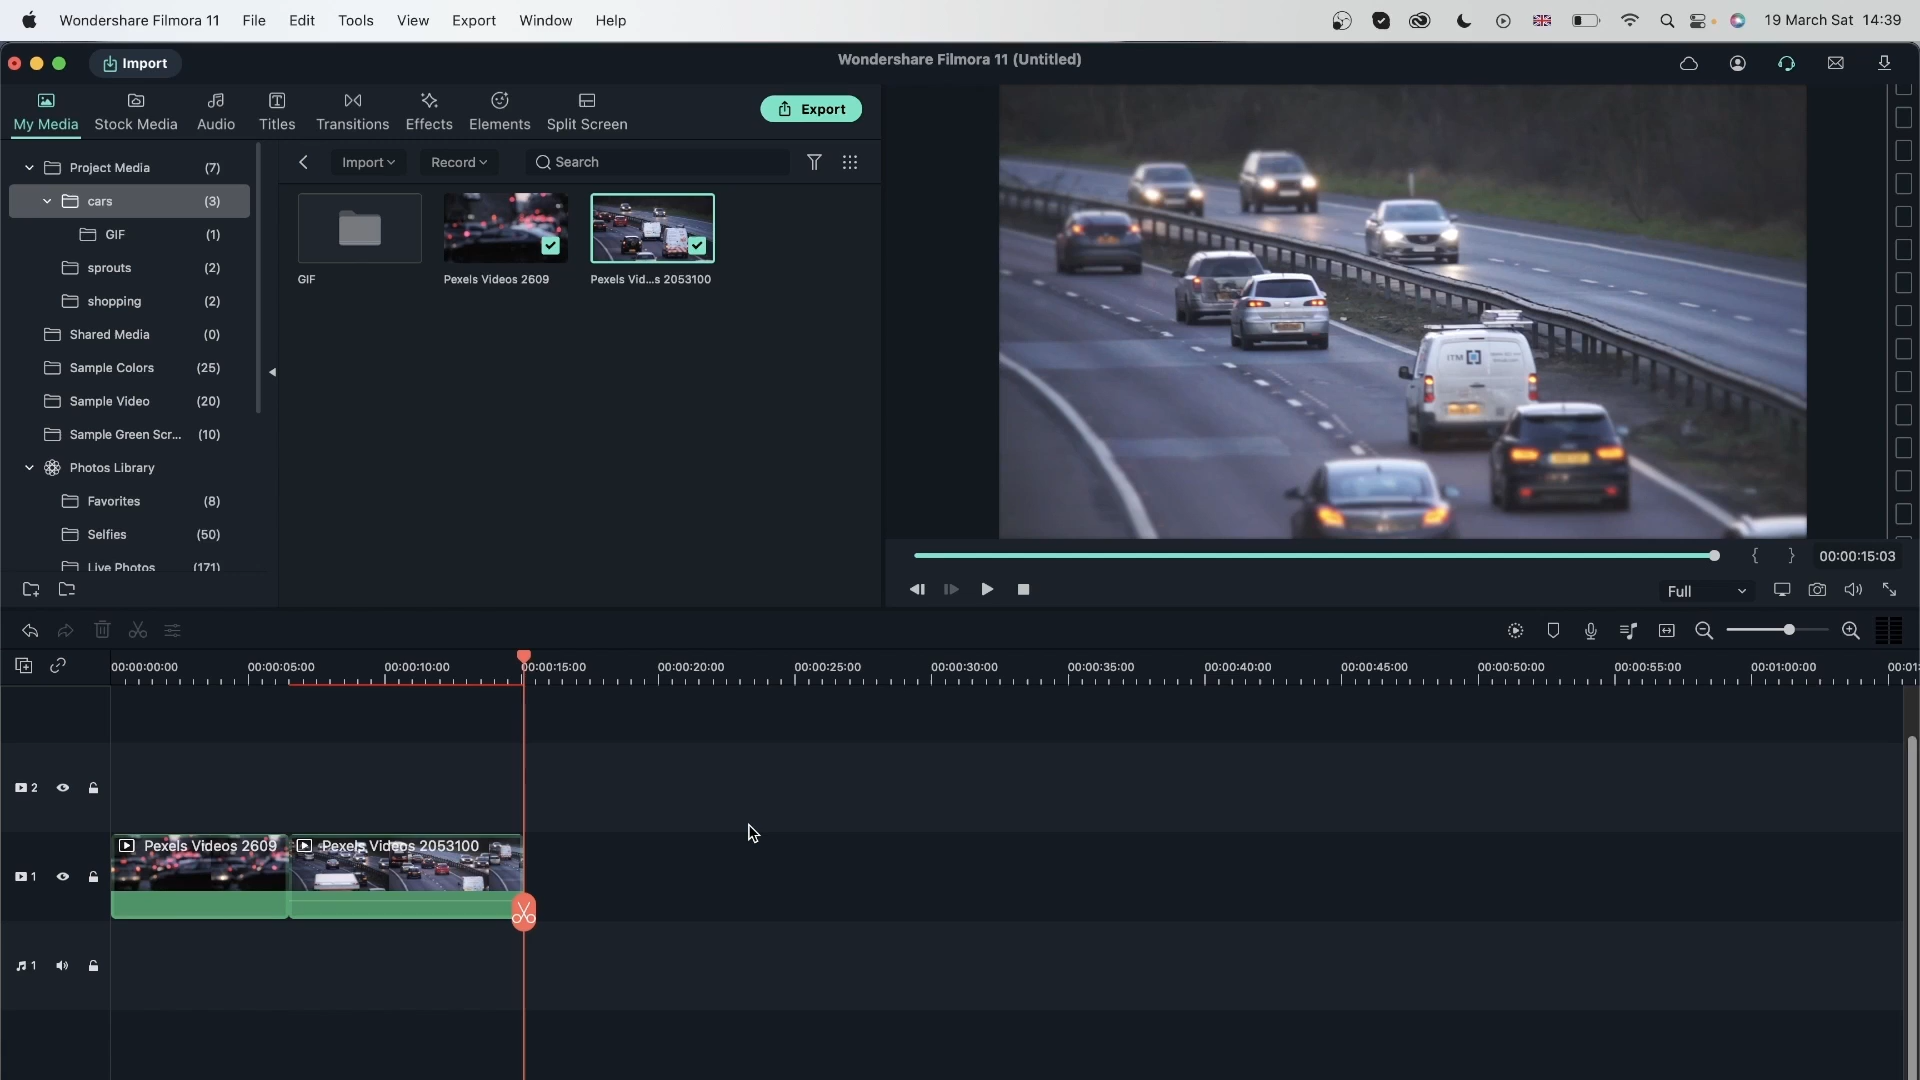 Wondershare Filmora 11 File Edit Tools View Export Window Help 19 March Sat 14:39
Import Wondershare Filmora 11 (Untitled)
My Media Stock Media Audio Titles Transitions Effects Elements Split Screen Export
Import Record Search
Project Media (7)
cars (3)
GIF (1)
sprouts (2)
shopping (2)
Shared Media (0)
Sample Colors (25)
Sample Video (20)
Sample Green Scr... (10)
Photos Library
Favorites (8)
Selfies (50)
Live Photos (171)
GIF Pexels Videos 2609 Pexels Vid...s 2053100
ITM
{ } 00:00:15:03
Full
00:00:00:00 00:00:05:00 00:00:10:00 00:00:15:00 00:00:20:00 00:00:25:00 00:00:30:00 00:00:35:00 00:00:40:00 00:00:45:00 00:00:50:00 00:00:55:00 00:01:00:00 00:01:
2
Pexels Videos 2609 Pexels Videos 2053100
1
1